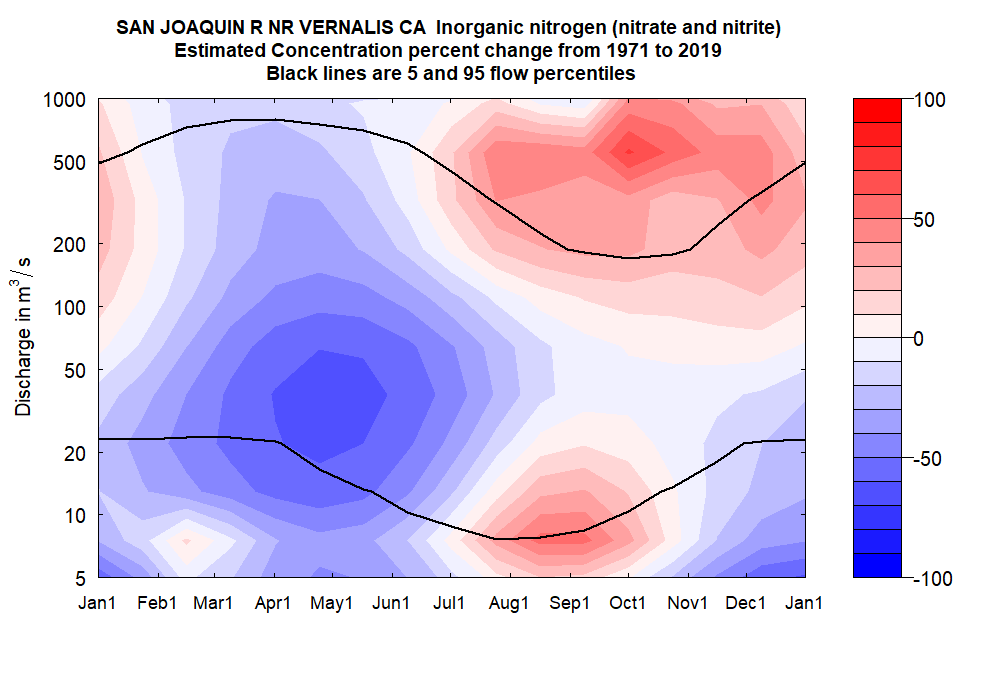 SAN JOAQUIN R NR VERNALIS CA  Inorganic nitrogen (nitrate and nitrite)
Estimated Concentration percent change from 1971 to 2019
Black lines are 5 and 95 flow percentiles
Discharge in m³/s
1000
500
200
100
50
20
10
5
Jan1 Feb1 Mar1 Apr1 May1 Jun1 Jul1 Aug1 Sep1 Oct1 Nov1 Dec1 Jan1
100
50
0
-50
-100